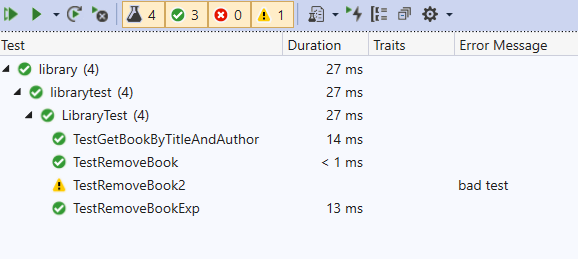 4 3 0 1
Test Duration Traits Error Message
library (4) 27 ms
librarytest (4) 27 ms
LibraryTest (4) 27 ms
TestGetBookByTitleAndAuthor 14 ms
TestRemoveBook < 1 ms
TestRemoveBook2 bad test
TestRemoveBookExp 13 ms